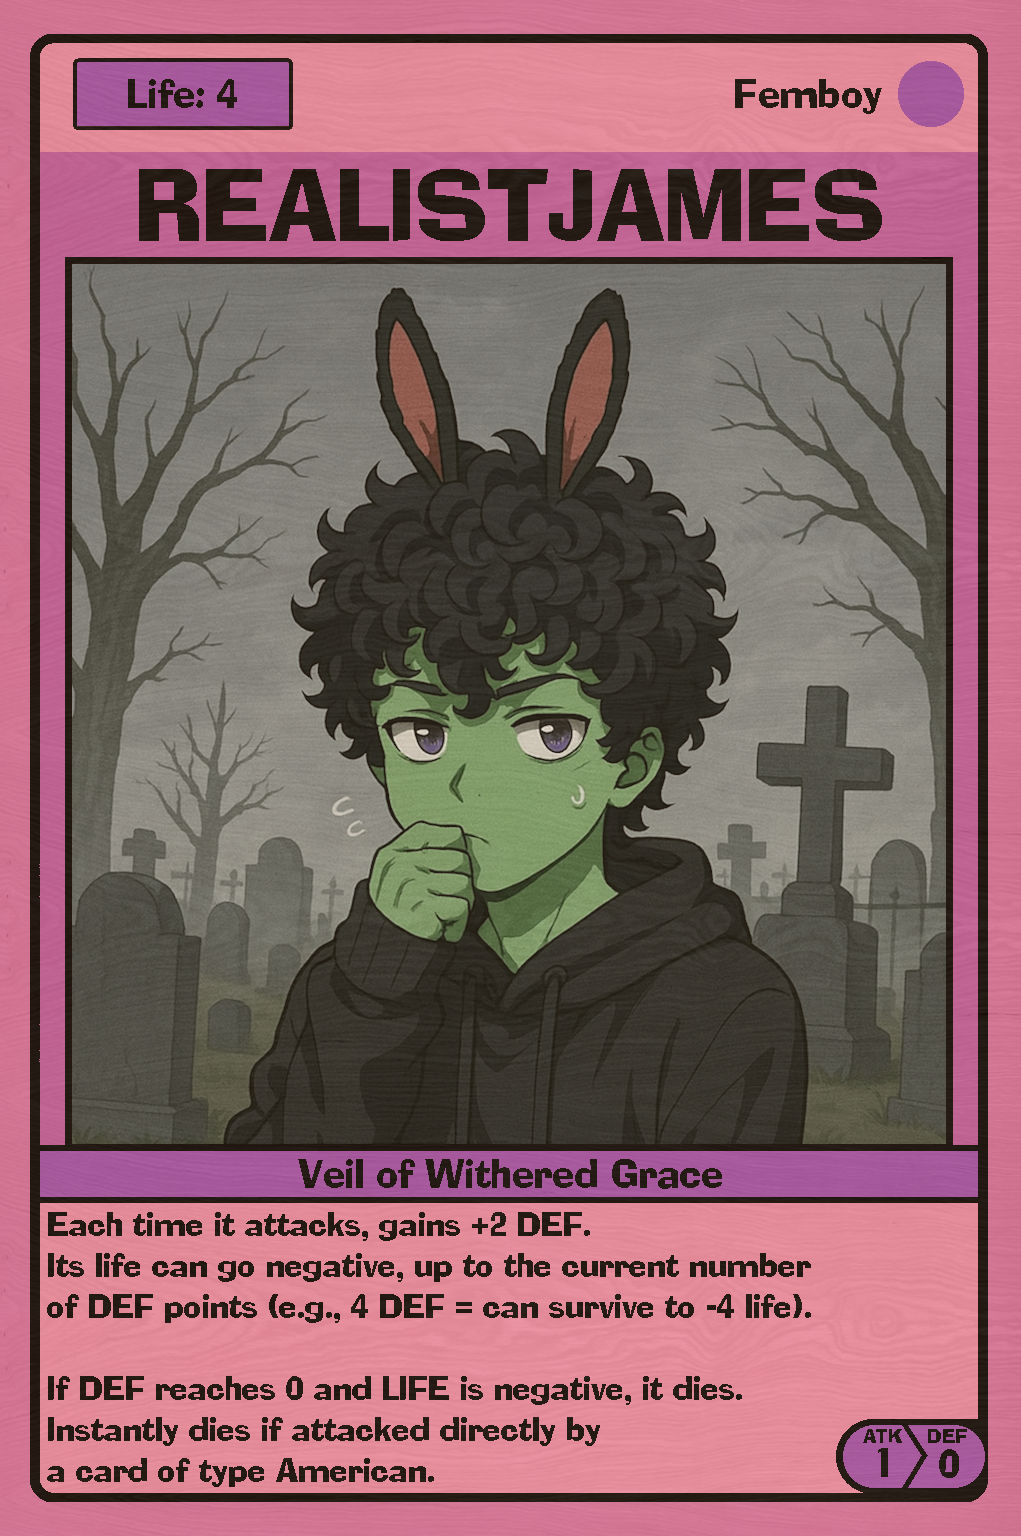 Life: 4
Femboy
REALISTJAMES
Veil of Withered Grace
Each time it attacks, gains +2 DEF.
Its life can go negative, up to the current number
of DEF points (e.g., 4 DEF = can survive to -4 life).
If DEF reaches 0 and LIFE is negative, it dies.
Instantly dies if attacked directly by
a card of type American.
ATK DEF
1 0